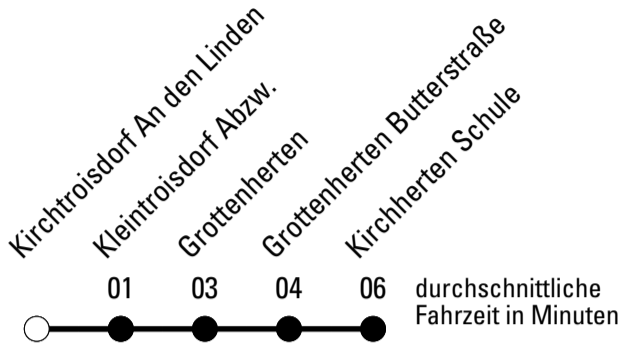 Kirchtroisdorf An den Linden
Kleintroisdorf Abzw.
Grottenherten
Grottenherten Butterstraße
Kirchherten Schule
01 03 04 06
durchschnittliche
Fahrzeit in Minuten